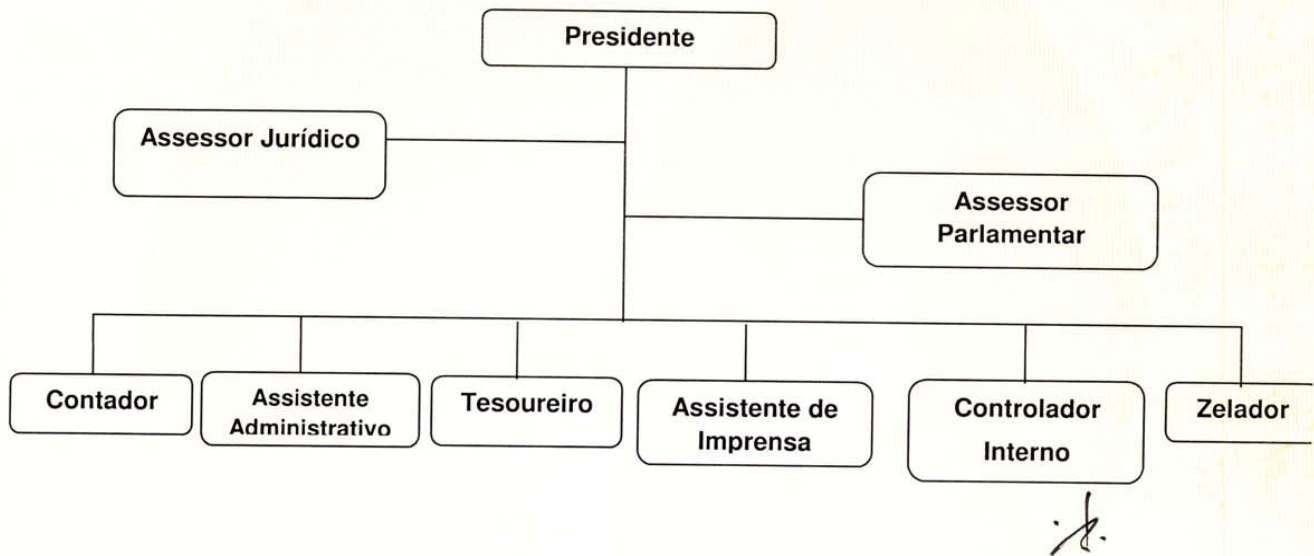 Presidente
Assessor Jurídico
Assessor
Parlamentar
Contador
Assistente
Administrativo
Tesoureiro
Assistente de
Imprensa
Controlador
Interno
Zelador